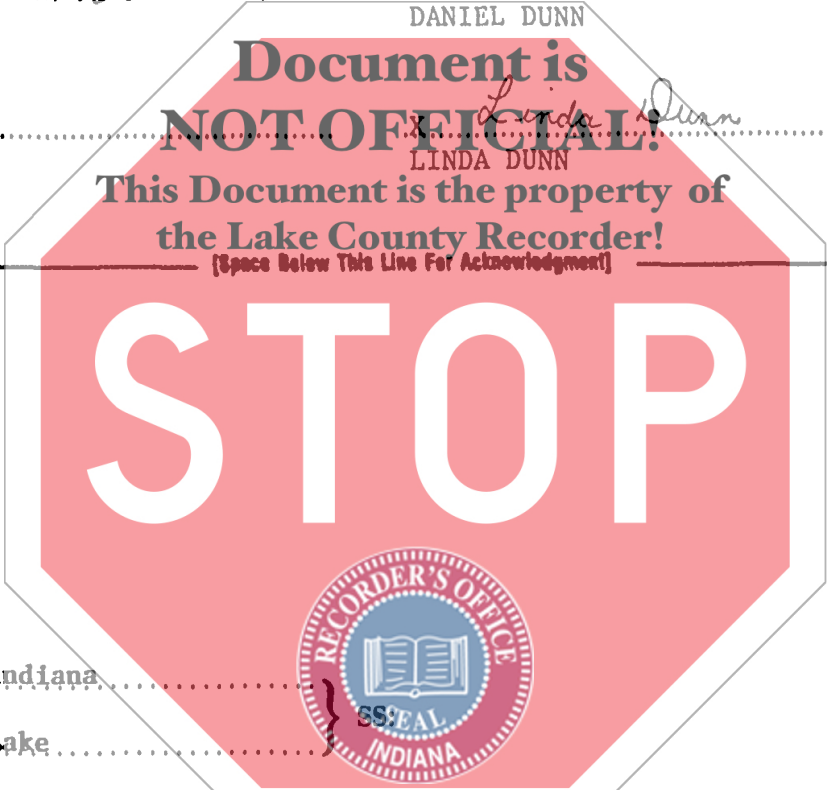 DANIEL DUNN
Document is
NOT OFFICIAL!
X Linda Dunn
LINDA DUNN
This Document is the property of
the Lake County Recorder!
[Space Below This Line For Acknowledgment]
STOP
RECORDER'S OFFICE
SEAL
INDIANA
ndiana
SS:
ake